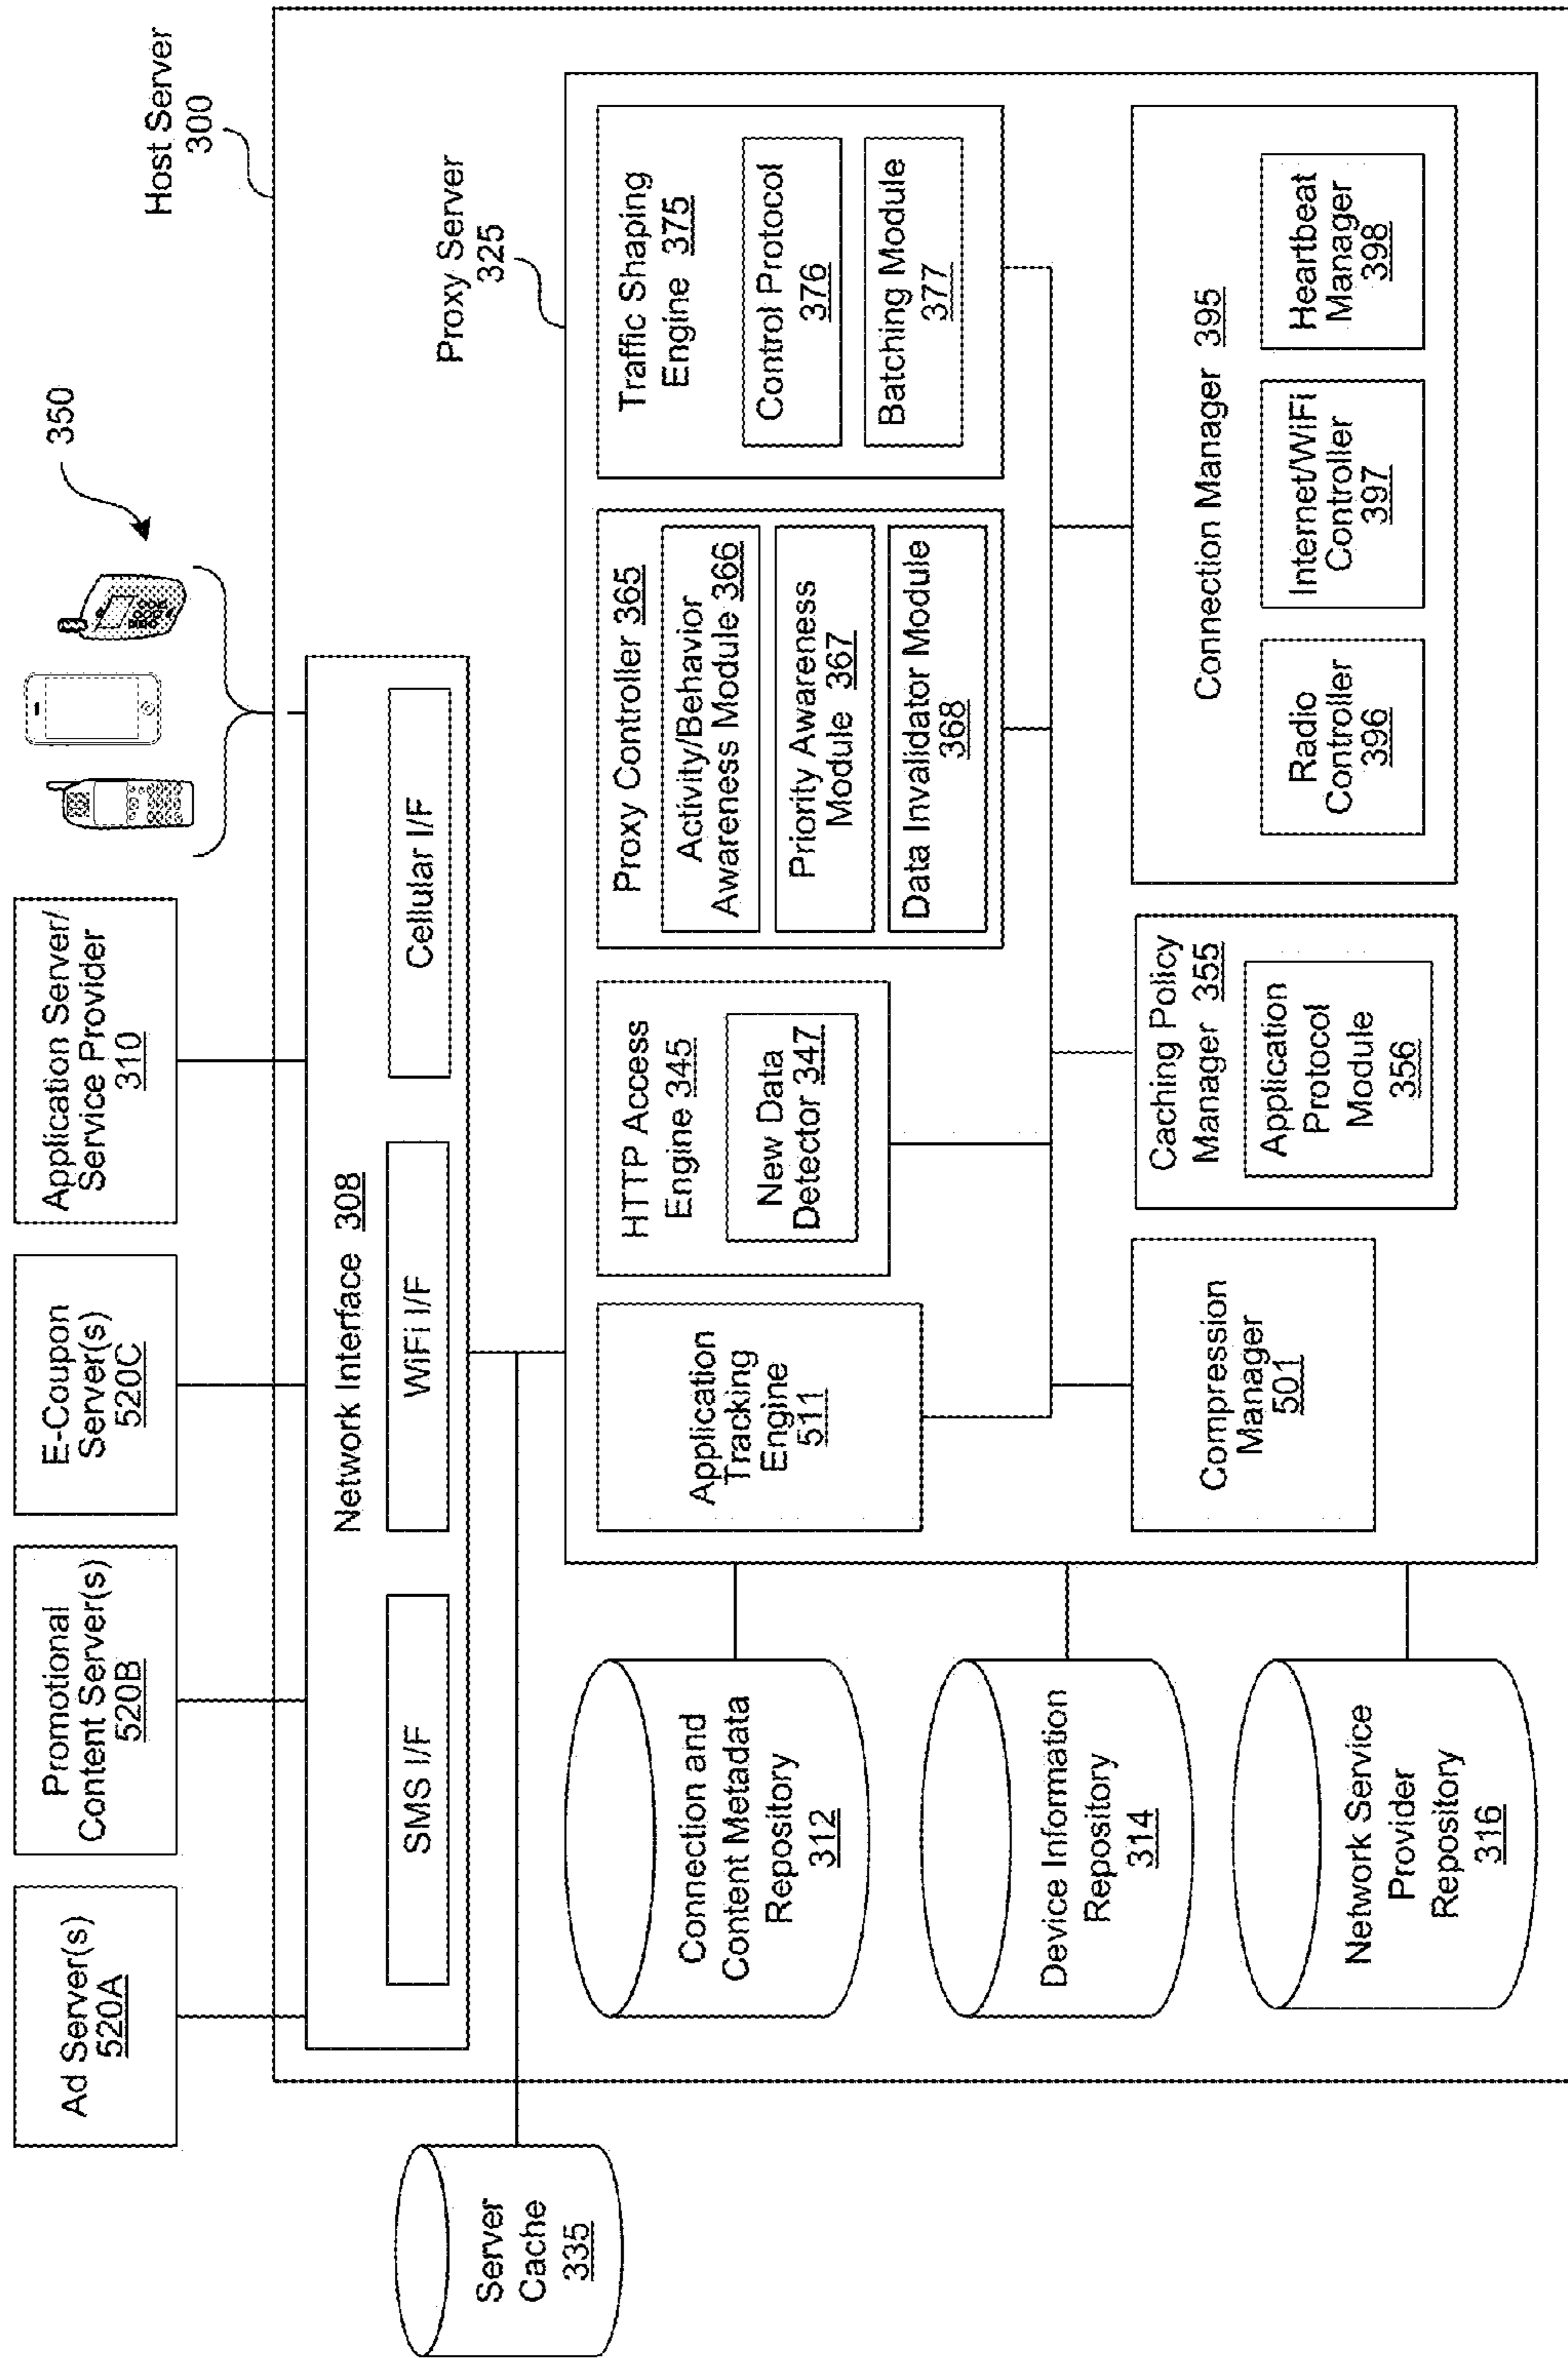 Ad Server(s)
520A
Promotional
Content Server(s)
520B
E-Coupon
Server(s)
520C
Application Server/
Service Provider
310
350
Host Server
300
Network Interface 308
SMS I/F
WiFi I/F
Cellular I/F
Server
Cache
335
Proxy Server
325
Connection and
Content Metadata
Repository
312
Device Information
Repository
314
Network Service
Provider
Repository
316
Application
Tracking
Engine
511
HTTP Access
Engine 345
New Data
Detector 347
Proxy Controller 365
Activity/Behavior
Awareness Module 366
Priority Awareness
Module 367
Data Invalidator Module
368
Traffic Shaping
Engine 375
Control Protocol
376
Batching Module
377
Compression
Manager
501
Caching Policy
Manager 355
Application
Protocol
Module
356
Connection Manager 395
Radio
Controller
396
Internet/WiFi
Controller
397
Heartbeat
Manager
398